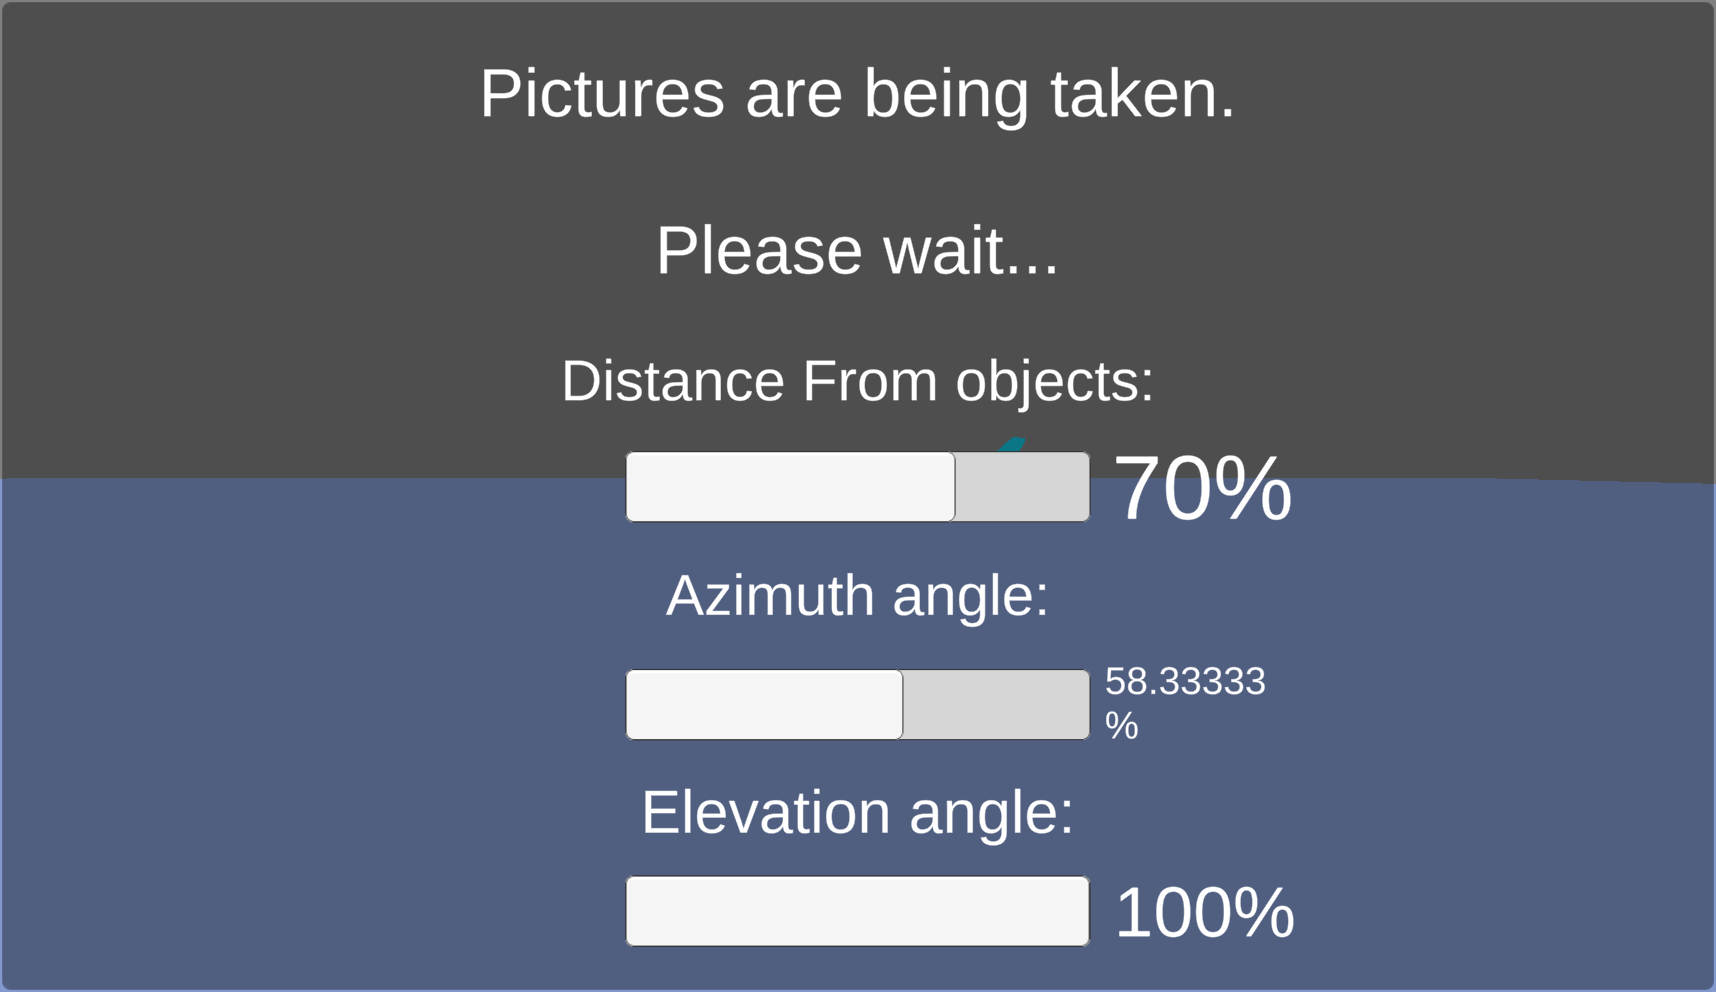 Pictures are being taken.
Please wait...
Distance From objects:
70%
Azimuth angle:
58.33333
%
Elevation angle:
100%